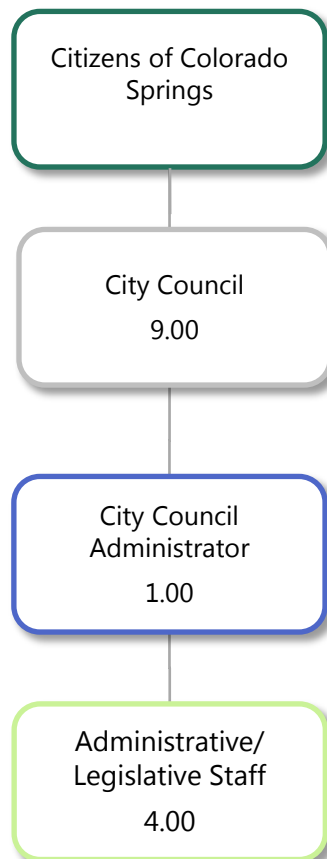 Citizens of Colorado
Springs
City Council
9.00
City Council
Administrator
1.00
Administrative/
Legislative Staff
4.00